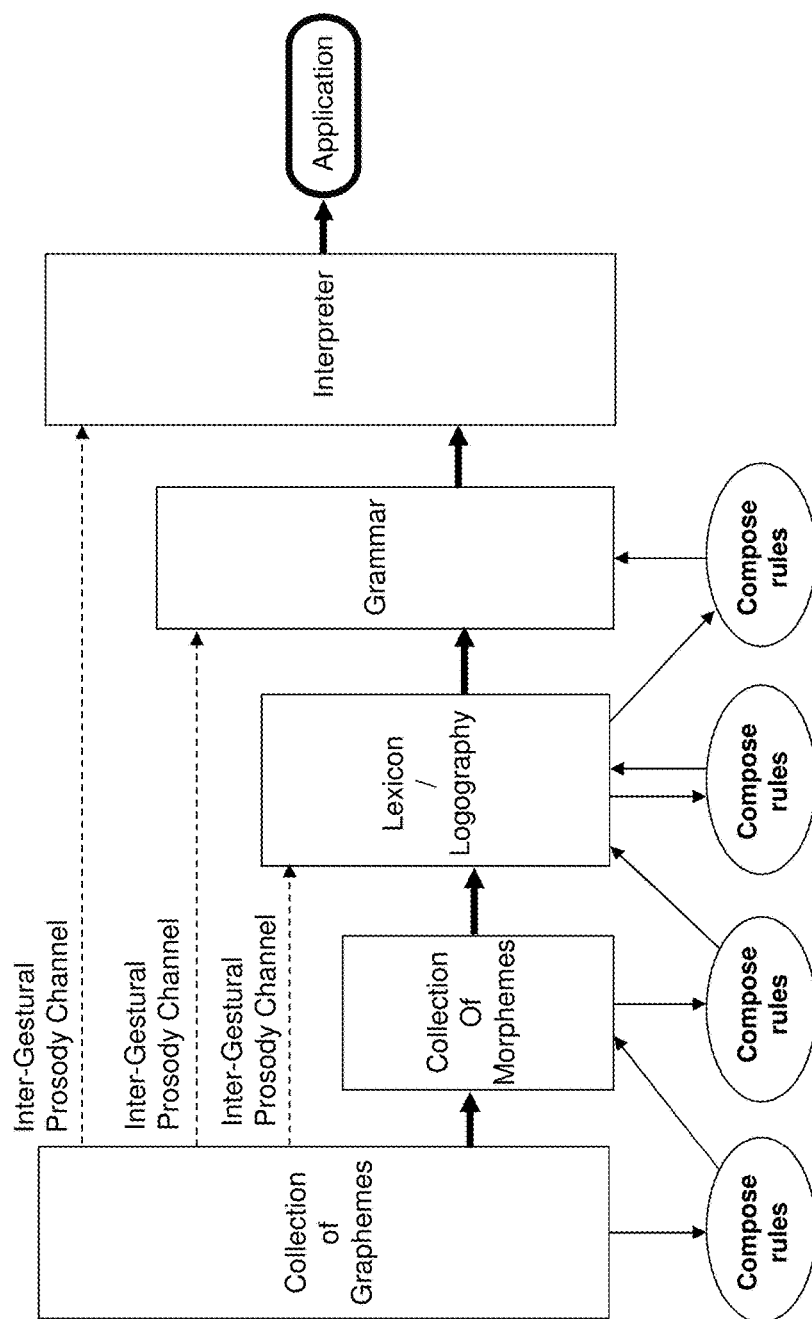 Inter-Gestural
Prosody Channel
Inter-Gestural
Prosody Channel
Inter-Gestural
Prosody Channel
Collection
of
Graphemes
Collection
Of
Morphemes
Lexicon
/
Logography
Grammar
Interpreter
Application
Compose
rules
Compose
rules
Compose
rules
Compose
rules